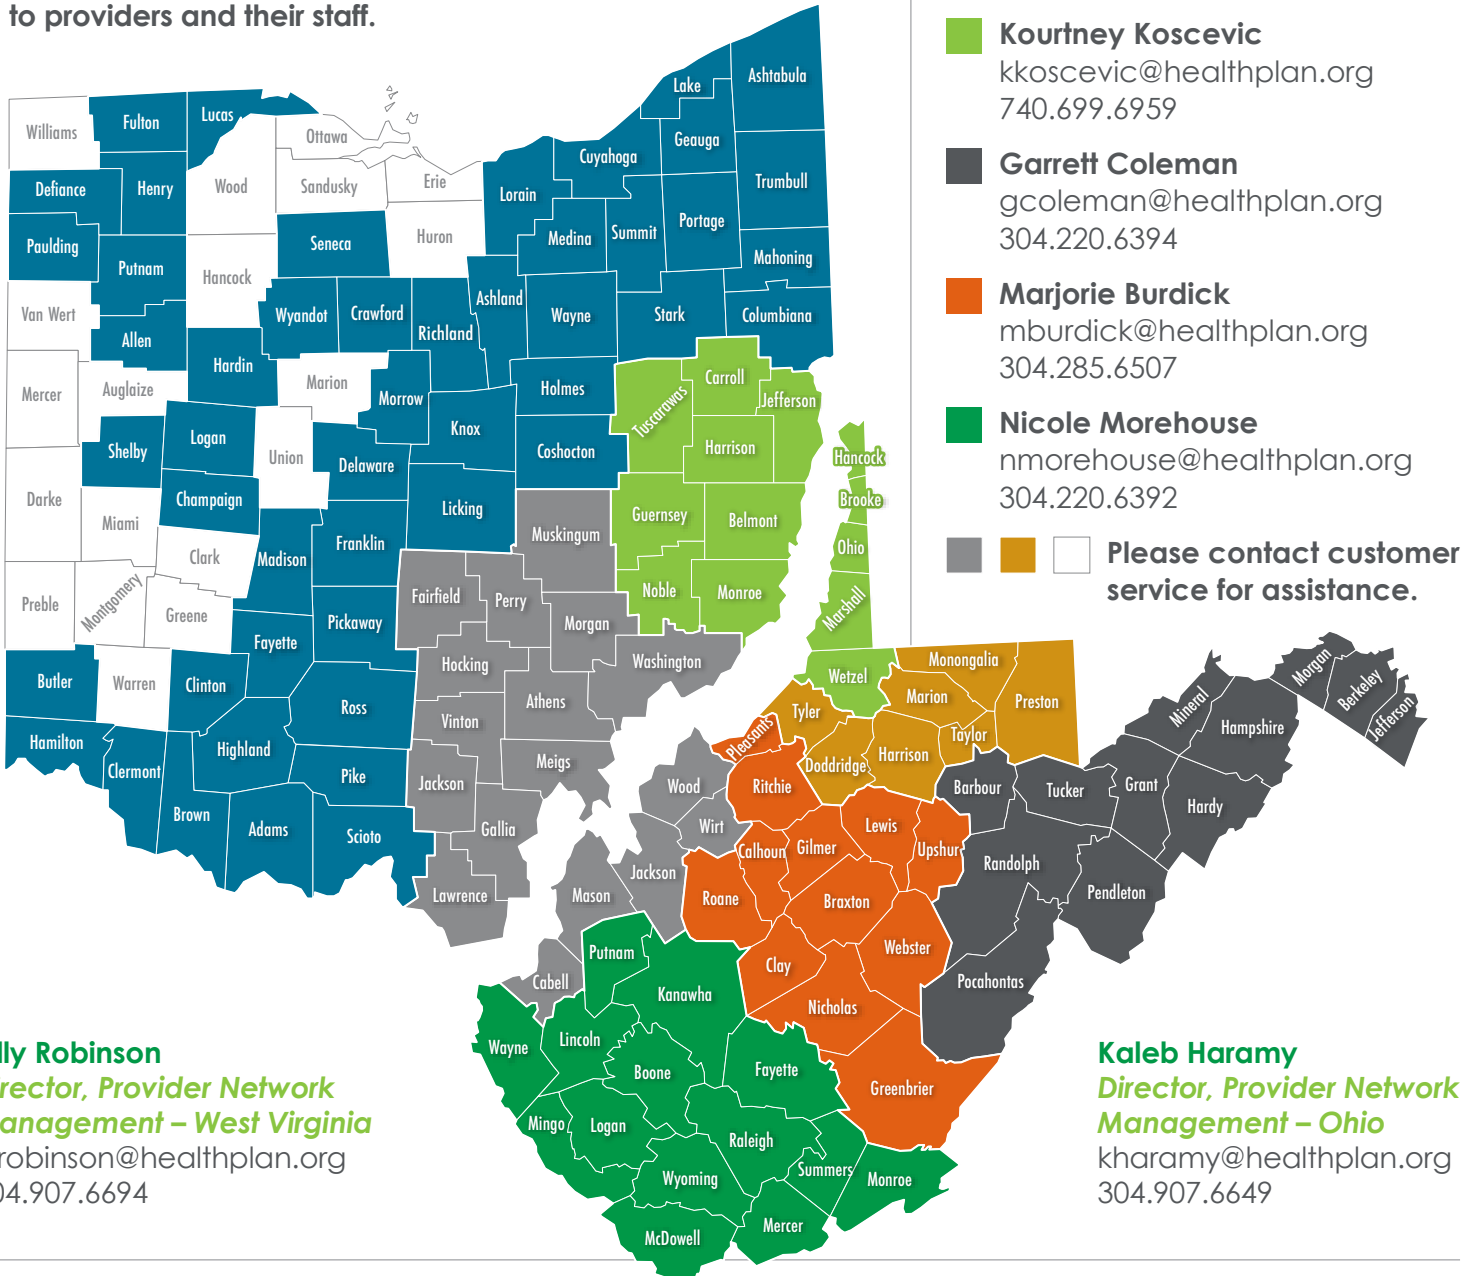 to providers and their staff.
Kourtney Koscevic
kkoscevic@healthplan.org
740.699.6959
Garrett Coleman
gcoleman@healthplan.org
304.220.6394
Marjorie Burdick
mburdick@healthplan.org
304.285.6507
Nicole Morehouse
nmorehouse@healthplan.org
304.220.6392
Please contact customer
service for assistance.
Williams
Fulton
Lucas
Ottawa
Lake
Ashtabula
Geauga
Cuyahoga
Defiance
Henry
Wood
Sandusky
Erie
Lorain
Trumbull
Paulding
Putnam
Hancock
Seneca
Huron
Medina
Summit
Portage
Mahoning
Van Wert
Allen
Wyandot
Crawford
Richland
Ashland
Wayne
Stark
Columbiana
Mercer
Auglaize
Hardin
Marion
Morrow
Holmes
Tuscarawas
Carroll
Jefferson
Shelby
Logan
Union
Delaware
Knox
Coshocton
Harrison
Darke
Miami
Champaign
Licking
Muskingum
Guernsey
Belmont
Clark
Madison
Franklin
Preble
Montgomery
Greene
Fayette
Pickaway
Fairfield
Perry
Morgan
Noble
Monroe
Butler
Warren
Clinton
Ross
Hocking
Athens
Washington
Hamilton
Clermont
Highland
Vinton
Meigs
Brown
Adams
Pike
Scioto
Jackson
Gallia
Lawrence
Hancock
Brooke
Ohio
Marshall
Wetzel
Monongalia
Marion
Preston
Tyler
Pleasants
Doddridge
Harrison
Taylor
Morgan
Berkeley
Jefferson
Mineral
Hampshire
Wood
Ritchie
Barbour
Tucker
Grant
Hardy
Wirt
Calhoun
Gilmer
Lewis
Upshur
Randolph
Pendleton
Mason
Jackson
Roane
Braxton
Webster
Pocahontas
Cabell
Putnam
Kanawha
Clay
Nicholas
Wayne
Lincoln
Boone
Fayette
Greenbrier
Mingo
Logan
Raleigh
Wyoming
Summers
Monroe
McDowell
Mercer
lly Robinson
rector, Provider Network
anagement – West Virginia
robinson@healthplan.org
04.907.6694
Kaleb Haramy
Director, Provider Network
Management – Ohio
kharamy@healthplan.org
304.907.6649